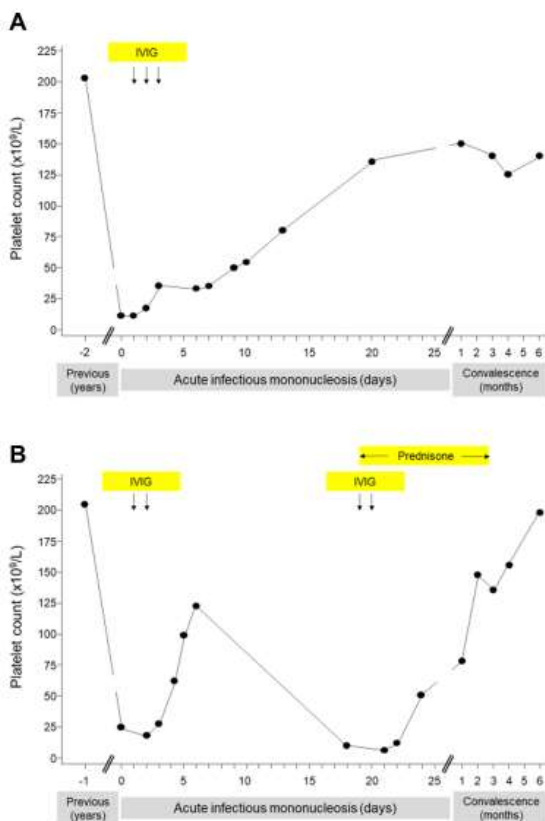 A
IVIG
225
200
175
150
125
100
75
50
25
0
Platelet count (x10⁹/L)
-2 0 5 10 15 20 25 1 2 3 4 5 6
Previous (years)
Acute infectious mononucleosis (days)
Convalescence (months)
B
Prednisone
IVIG IVIG
225
200
175
150
125
100
75
50
25
0
Platelet count (x10⁹/L)
-1 0 5 10 15 20 25 1 2 3 4 5 6
Previous (years)
Acute infectious mononucleosis (days)
Convalescence (months)